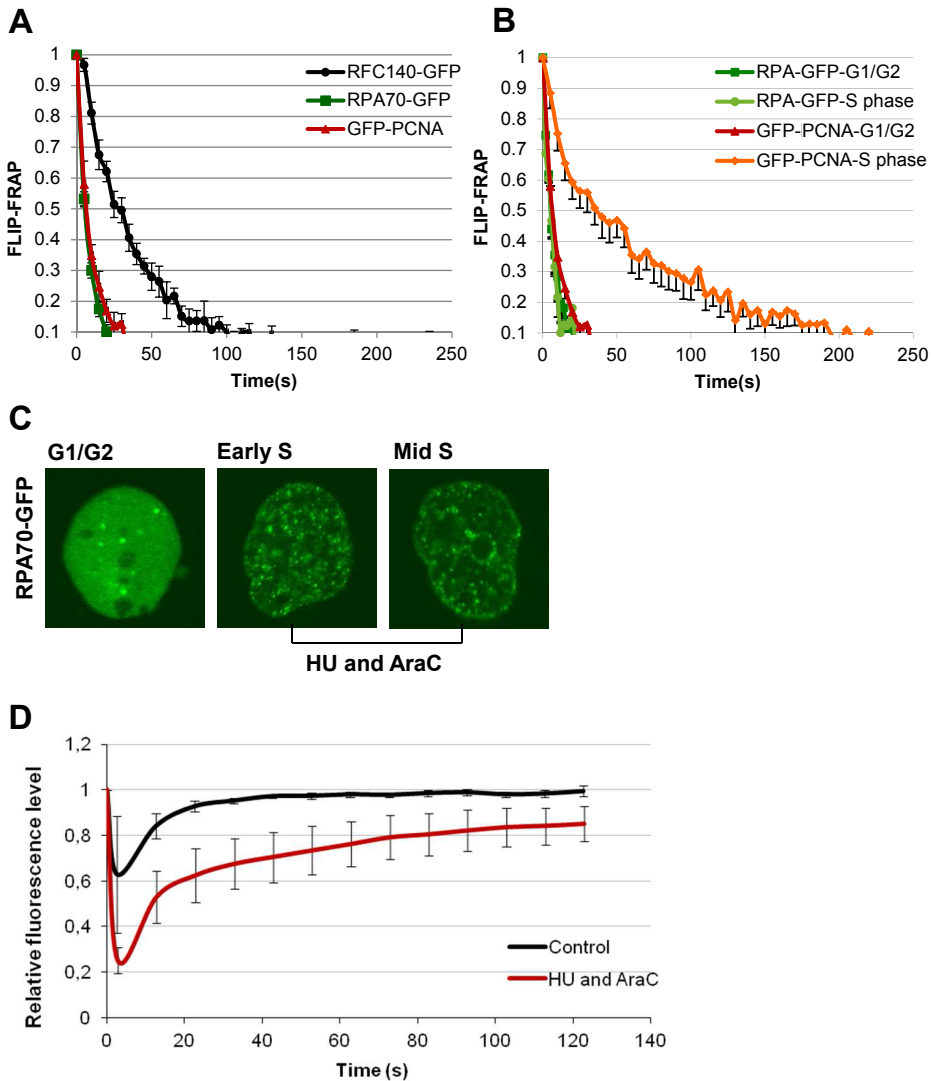 A
FLIP-FRAP
1
0.9
0.8
0.7
0.6
0.5
0.4
0.3
0.2
0.1
0 50 100 150 200 250
Time(s)
RFC140-GFP
RPA70-GFP
GFP-PCNA
B
FLIP-FRAP
1
0.9
0.8
0.7
0.6
0.5
0.4
0.3
0.2
0.1
0 50 100 150 200 250
Time(s)
RPA-GFP-G1/G2
RPA-GFP-S phase
GFP-PCNA-G1/G2
GFP-PCNA-S phase
C
G1/G2 Early S Mid S
RPA70-GFP
HU and AraC
D
Relative fluorescence level
1,2
1
0,8
0,6
0,4
0,2
0
0 20 40 60 80 100 120 140
Time (s)
Control
HU and AraC